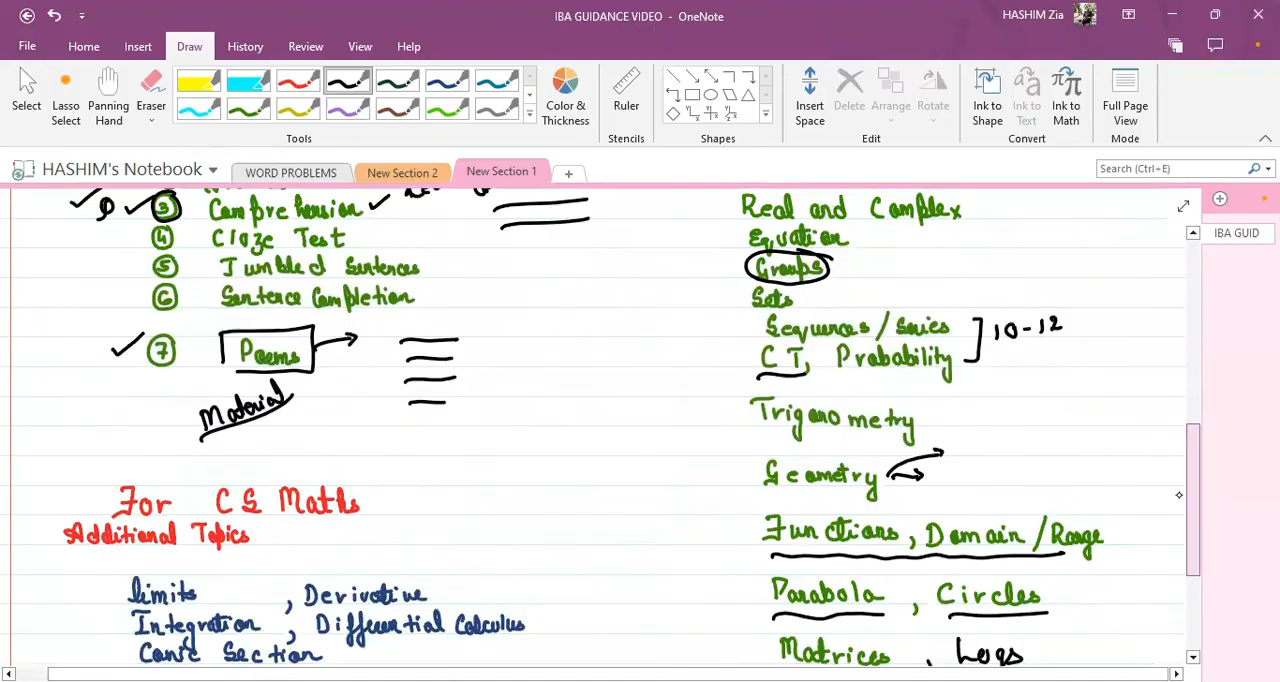 IBA GUIDANCE VIDEO - OneNote
HASHIM Zia
File Home Insert Draw History Review View Help
Select Lasso Select Panning Hand Eraser
Color & Thickness
Ruler
Insert Space Delete Arrange Rotate
Ink to Shape Ink to Text Ink to Math
Full Page View
Tools Stencils Shapes Edit Convert Mode
HASHIM's Notebook WORD PROBLEMS New Section 2 New Section 1
Search (Ctrl+E)
IBA GUID
3 Comprehension
4 Cloze Test
5 Jumbled Sentences
6 Sentence Completion
7 Poems
Material
For CS Maths
Additional Topics
limits , Derivative
Integration , Differential Calculus
Conic Section
Real and Complex
Equation
Groups
Sets
Sequences/Series
10-12
CT, Probability
Trigonometry
Geometry
Functions, Domain/Range
Parabola , Circles
Matrices , Logs